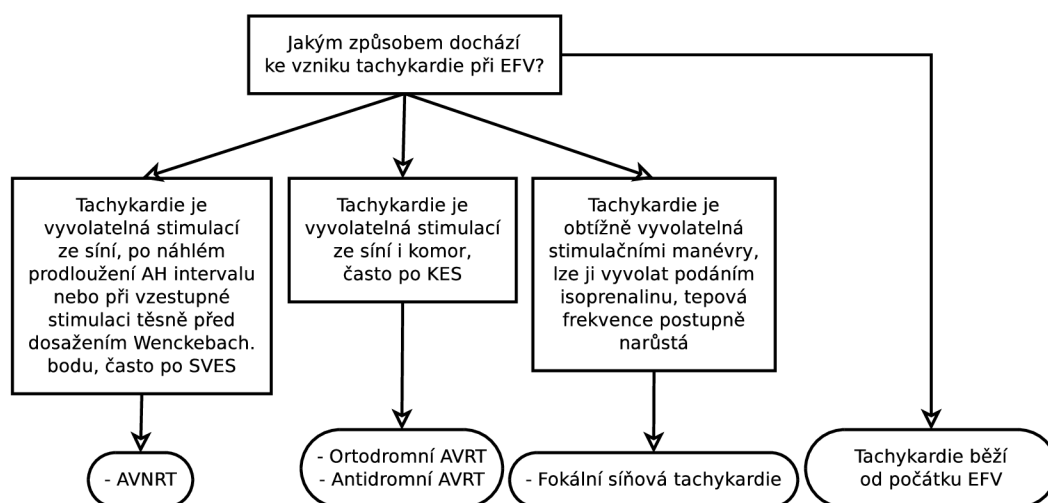 Jakým způsobem dochází
ke vzniku tachykardie při EFV?
Tachykardie je
vyvolatelná stimulací
ze síní, po náhlém
prodloužení AH intervalu
nebo při vzestupné
stimulaci těsně před
dosažením Wenckebach.
bodu, často po SVES
Tachykardie je
vyvolatelná stimulací
ze síní i komor,
často po KES
Tachykardie je
obtížně vyvolatelná
stimulačními manévry,
lze ji vyvolat podáním
isoprenalinu, tepová
frekvence postupně
narůstá
- AVNRT
- Ortodromní AVRT
- Antidromní AVRT
- Fokální síňová tachykardie
Tachykardie běží
od počátku EFV